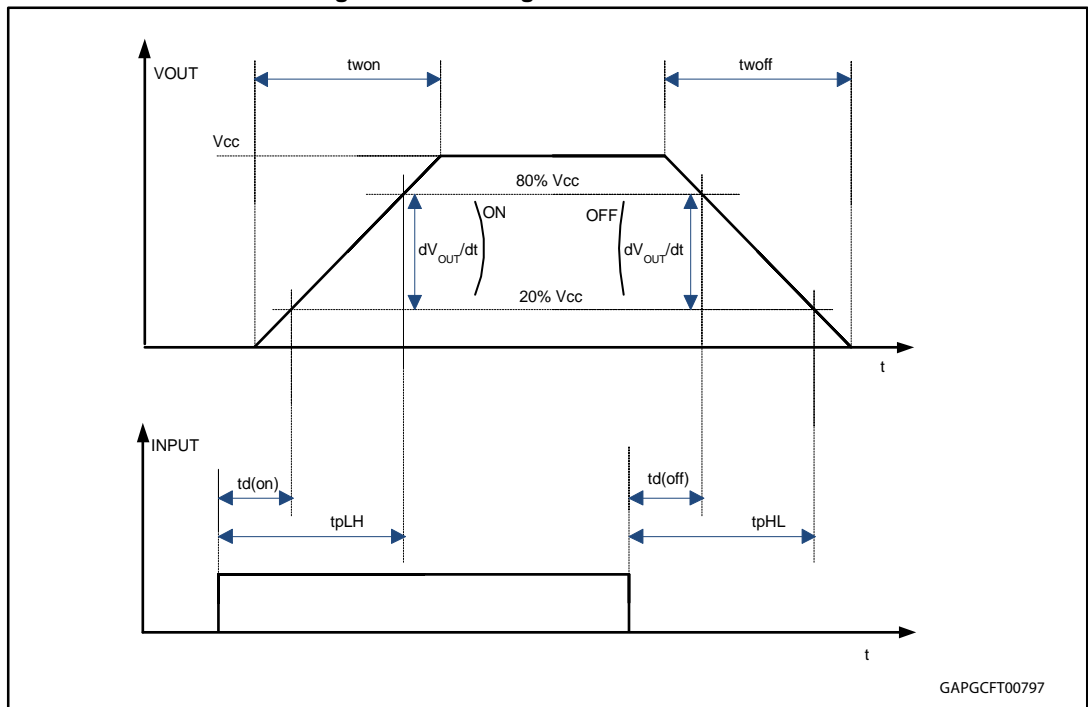 VOUT
twon
twoff
Vcc
80% Vcc
ON
OFF
dVOUT/dt
dVOUT/dt
20% Vcc
t
INPUT
td(on)
td(off)
tpLH
tpHL
t
GAPGCFT00797